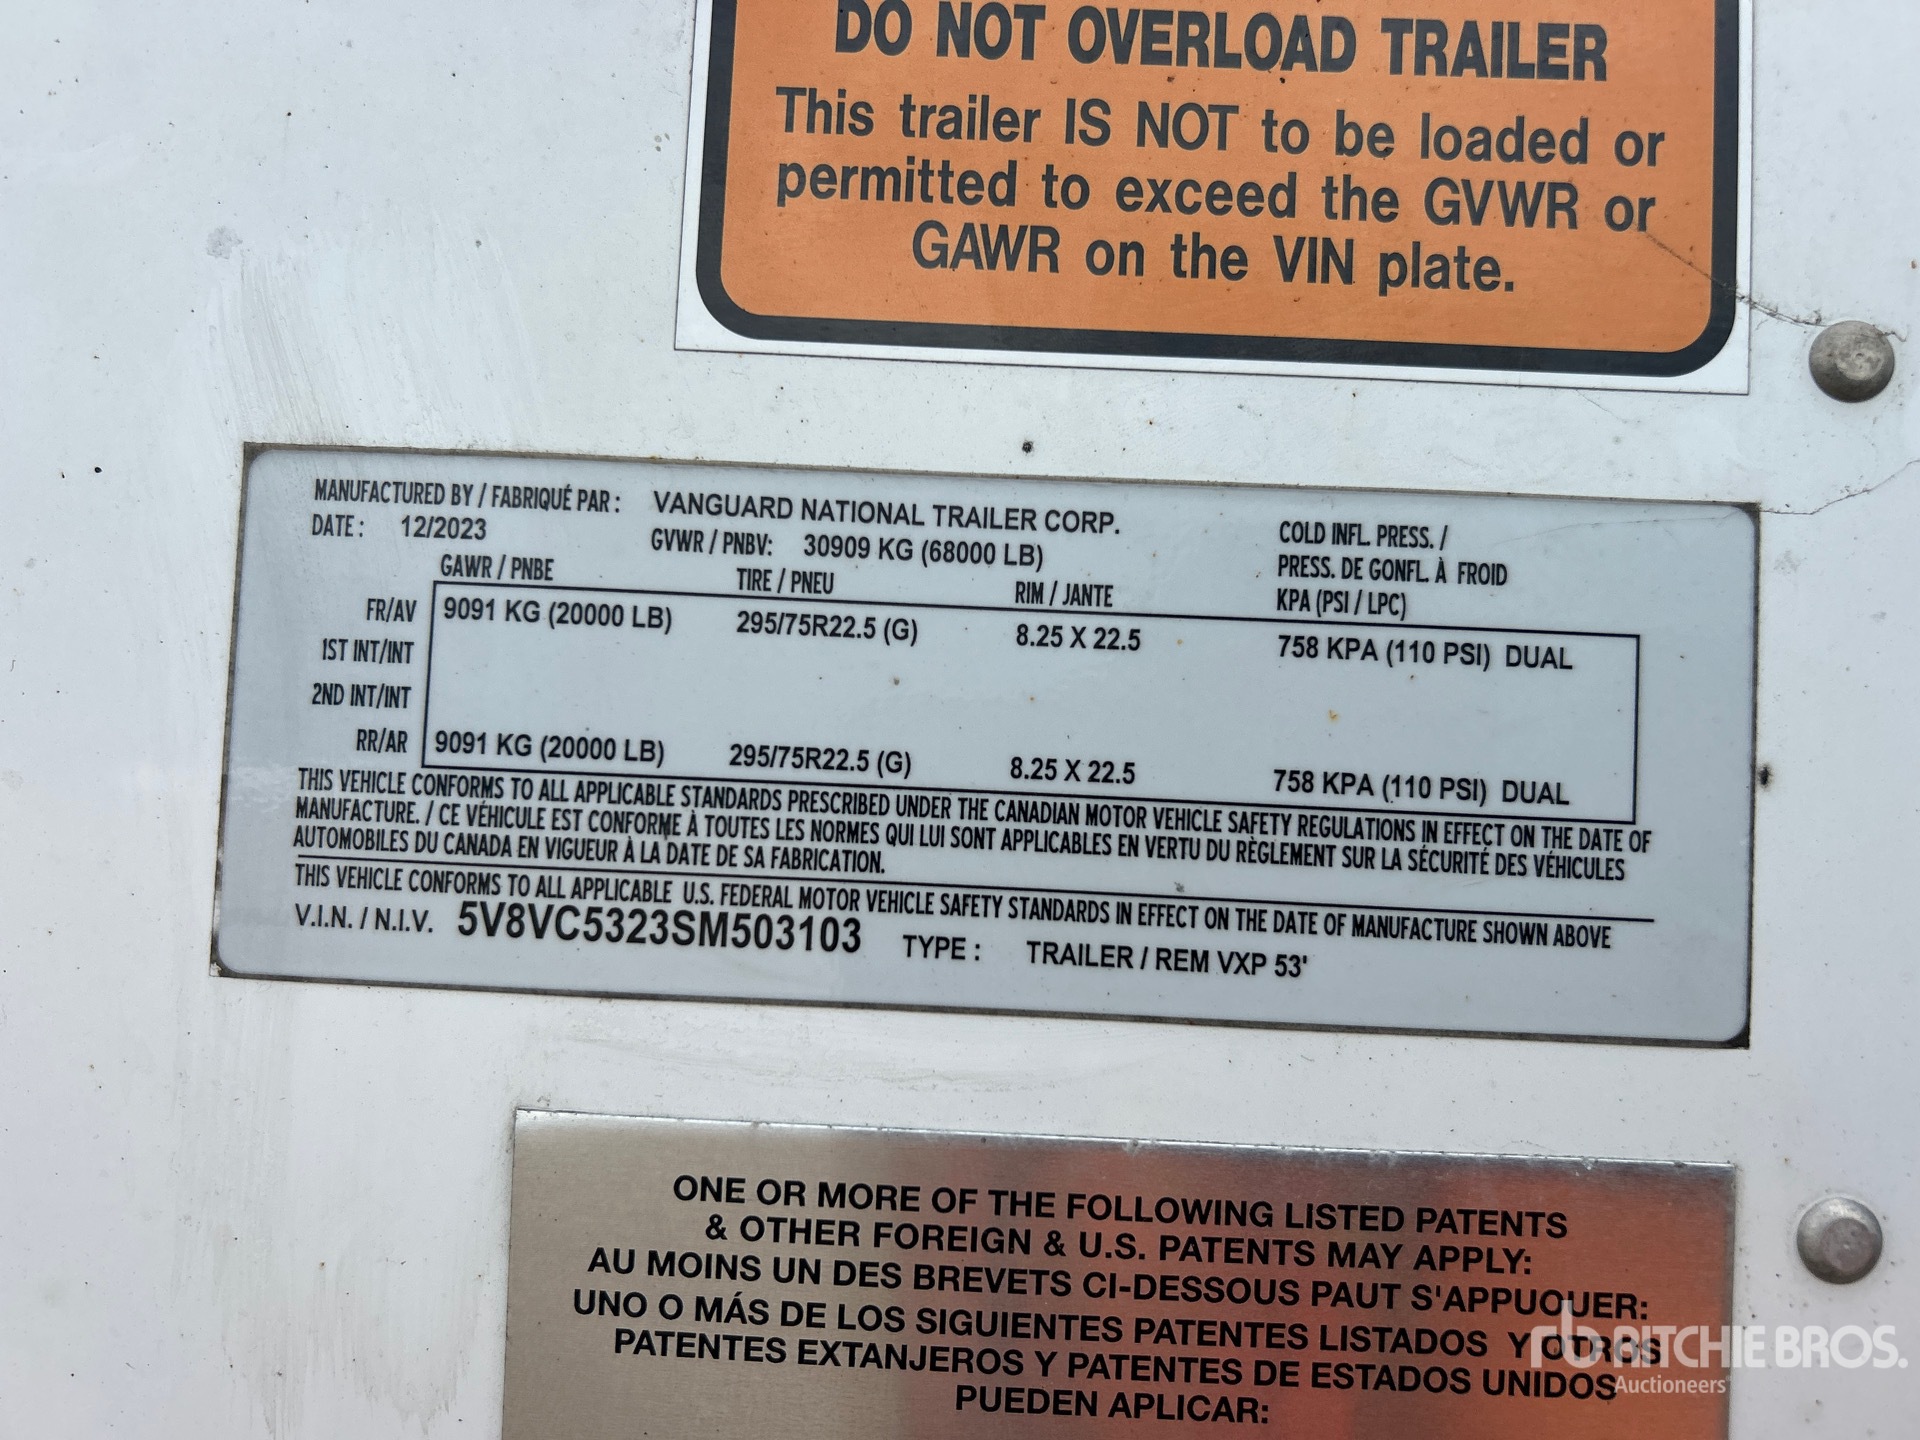 DO NOT OVERLOAD TRAILER
This trailer IS NOT to be loaded or
permitted to exceed the GVWR or
GAWR on the VIN plate.
MANUFACTURED BY / FABRIQUÉ PAR : VANGUARD NATIONAL TRAILER CORP.
DATE : 12/2023 GVWR / PNBV: 30909 KG (68000 LB)
COLD INFL. PRESS. /
PRESS. DE GONFL. À FROID
KPA (PSI / LPC)
GAWR / PNBE TIRE / PNEU RIM / JANTE
FR/AV 9091 KG (20000 LB) 295/75R22.5 (G) 8.25 X 22.5 758 KPA (110 PSI) DUAL
1ST INT/INT
2ND INT/INT
RR/AR 9091 KG (20000 LB) 295/75R22.5 (G) 8.25 X 22.5 758 KPA (110 PSI) DUAL
THIS VEHICLE CONFORMS TO ALL APPLICABLE STANDARDS PRESCRIBED UNDER THE CANADIAN MOTOR VEHICLE SAFETY REGULATIONS IN EFFECT ON THE DATE OF
MANUFACTURE. / CE VÉHICULE EST CONFORME À TOUTES LES NORMES QUI LUI SONT APPLICABLES EN VERTU DU RÈGLEMENT SUR LA SÉCURITÉ DES VÉHICULES
AUTOMOBILES DU CANADA EN VIGUEUR À LA DATE DE SA FABRICATION.
THIS VEHICLE CONFORMS TO ALL APPLICABLE U.S. FEDERAL MOTOR VEHICLE SAFETY STANDARDS IN EFFECT ON THE DATE OF MANUFACTURE SHOWN ABOVE
V.I.N. / N.I.V. 5V8VC5323SM503103 TYPE : TRAILER / REM VXP 53'
ONE OR MORE OF THE FOLLOWING LISTED PATENTS
& OTHER FOREIGN & U.S. PATENTS MAY APPLY:
AU MOINS UN DES BREVETS CI-DESSOUS PAUT S'APPUQUER:
UNO O MÁS DE LOS SIGUIENTES PATENTES LISTADOS Y OTROS
PATENTES EXTANJEROS Y PATENTES DE ESTADOS UNIDOS
PUEDEN APLICAR:
rb RITCHIE BROS.
Auctioneers